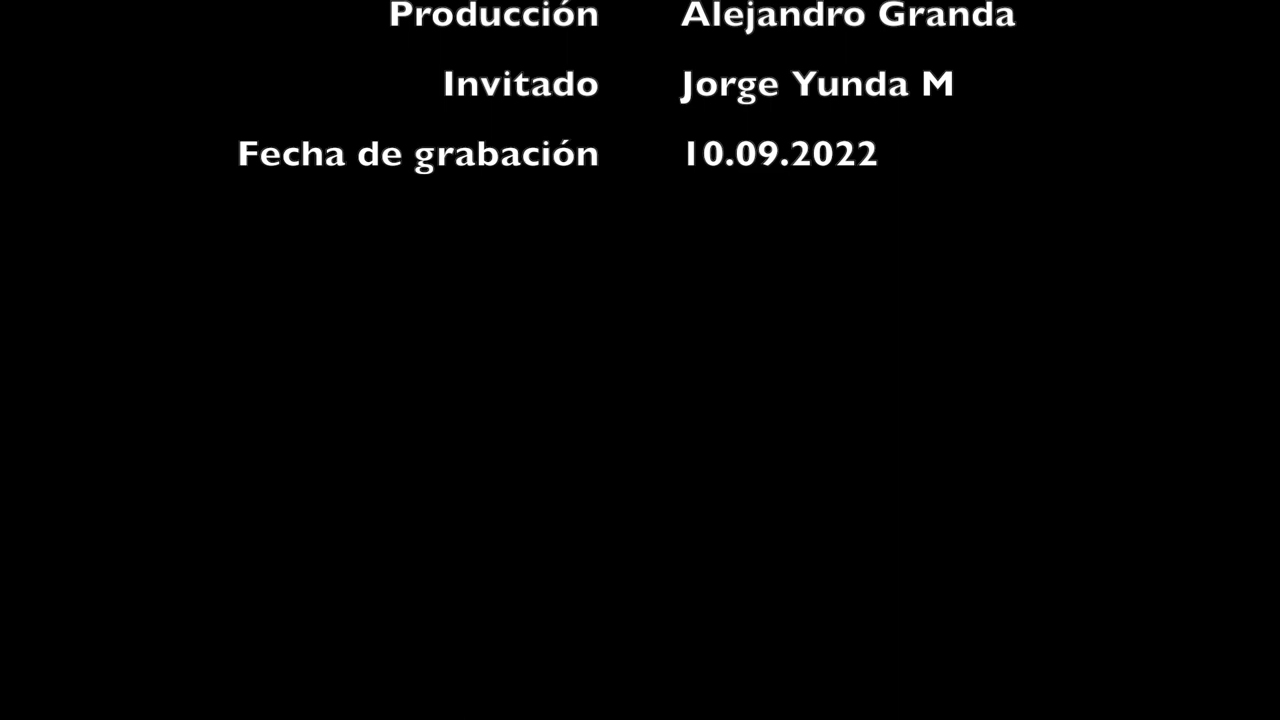 Producción Alejandro Granda
Invitado Jorge Yunda M
Fecha de grabación 10.09.2022